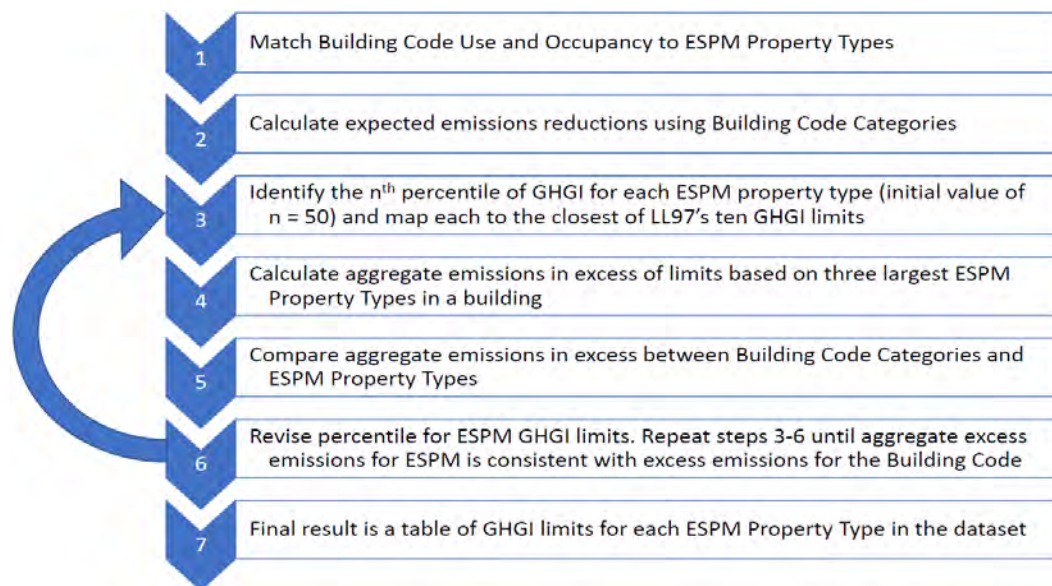 1
Match Building Code Use and Occupancy to ESPM Property Types
2
Calculate expected emissions reductions using Building Code Categories
3
Identify the nth percentile of GHGI for each ESPM property type (initial value of
n = 50) and map each to the closest of LL97's ten GHGI limits
4
Calculate aggregate emissions in excess of limits based on three largest ESPM
Property Types in a building
5
Compare aggregate emissions in excess between Building Code Categories and
ESPM Property Types
6
Revise percentile for ESPM GHGI limits. Repeat steps 3-6 until aggregate excess
emissions for ESPM is consistent with excess emissions for the Building Code
7
Final result is a table of GHGI limits for each ESPM Property Type in the dataset